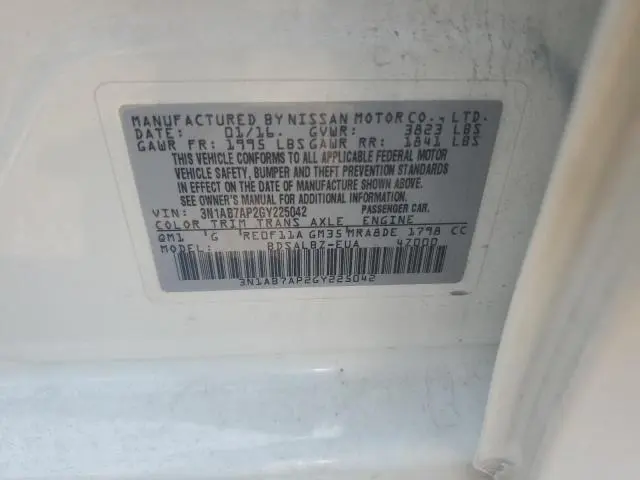 MANUFACTURED BY NISSAN MOTOR CO., LTD.
DATE: 01/16. GVWR: 3823 LBS
GAWR FR: 1995 LBS GAWR RR: 1841 LBS
THIS VEHICLE CONFORMS TO ALL APPLICABLE FEDERAL MOTOR
VEHICLE SAFETY, BUMPER AND THEFT PREVENTION STANDARDS
IN EFFECT ON THE DATE OF MANUFACTURE SHOWN ABOVE.
SEE OWNER'S MANUAL FOR ADDITIONAL INFORMATION.
VIN: 3N1AB7AP2GY225042 PASSENGER CAR.
COLOR TRIM TRANS AXLE ENGINE
QM1 'G RE0F11A GM35 MRA8DE 1798 CC
MODEL: BDSALBZ-EUA 47000
3N1AB7AP2GY225042